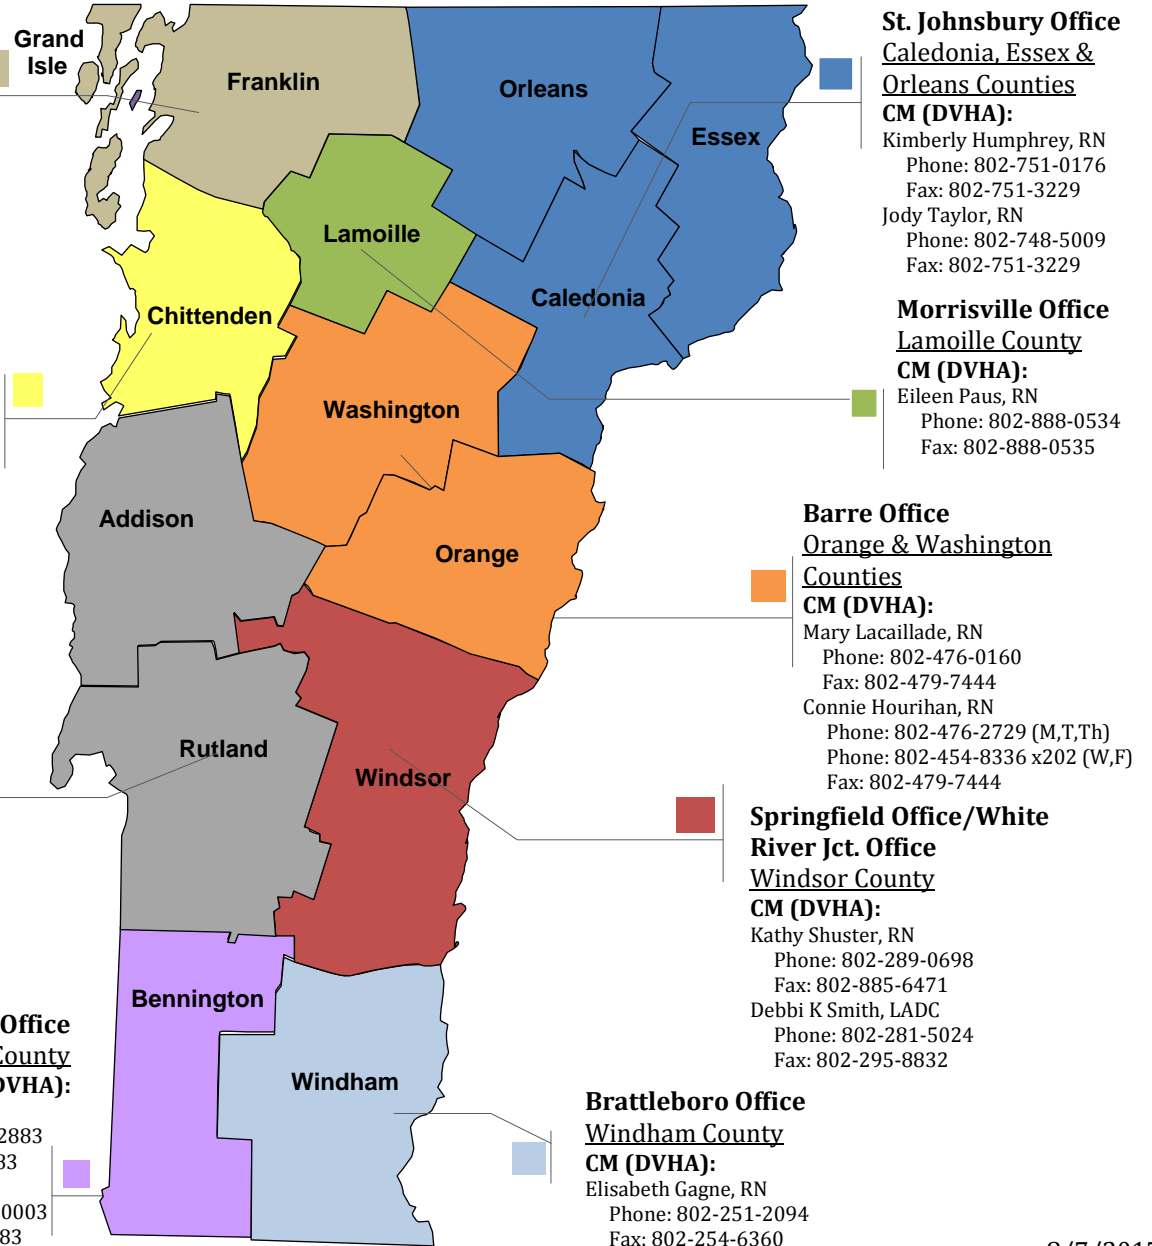 Grand
Isle
Franklin
Orleans
Essex
Lamoille
Caledonia
Chittenden
Washington
Addison
Orange
Rutland
Windsor
Bennington
Windham
St. Johnsbury Office
Caledonia, Essex &
Orleans Counties
CM (DVHA):
Kimberly Humphrey, RN
Phone: 802-751-0176
Fax: 802-751-3229
Jody Taylor, RN
Phone: 802-748-5009
Fax: 802-751-3229
Morrisville Office
Lamoille County
CM (DVHA):
Eileen Paus, RN
Phone: 802-888-0534
Fax: 802-888-0535
Barre Office
Orange & Washington
Counties
CM (DVHA):
Mary Lacaillade, RN
Phone: 802-476-0160
Fax: 802-479-7444
Connie Hourihan, RN
Phone: 802-476-2729 (M,T,Th)
Phone: 802-454-8336 x202 (W,F)
Fax: 802-479-7444
Springfield Office/White
River Jct. Office
Windsor County
CM (DVHA):
Kathy Shuster, RN
Phone: 802-289-0698
Fax: 802-885-6471
Debbi K Smith, LADC
Phone: 802-281-5024
Fax: 802-295-8832
Brattleboro Office
Windham County
CM (DVHA):
Elisabeth Gagne, RN
Phone: 802-251-2094
Fax: 802-254-6360
Office
County
DVHA):
2883
83
0003
83